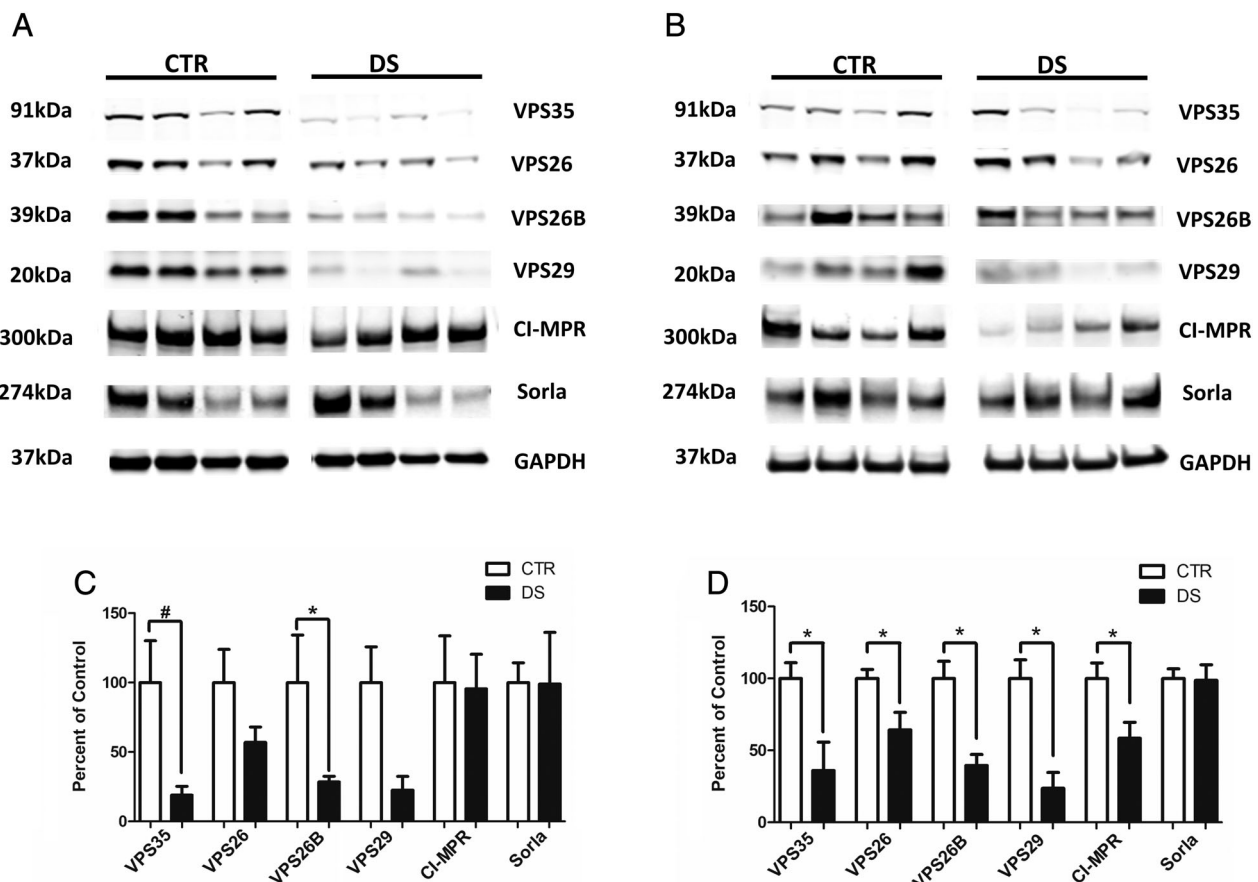 A
CTR DS
91kDa VPS35
37kDa VPS26
39kDa VPS26B
20kDa VPS29
300kDa CI-MPR
274kDa Sorla
37kDa GAPDH
B
CTR DS
91kDa VPS35
37kDa VPS26
39kDa VPS26B
20kDa VPS29
300kDa CI-MPR
274kDa Sorla
37kDa GAPDH
C
CTR
DS
Percent of Control
150
100
50
0
# *
VPS35 VPS26 VPS26B VPS29 CI-MPR Sorla
D
CTR
DS
Percent of Control
150
100
50
0
* * * * *
VPS35 VPS26 VPS26B VPS29 CI-MPR Sorla